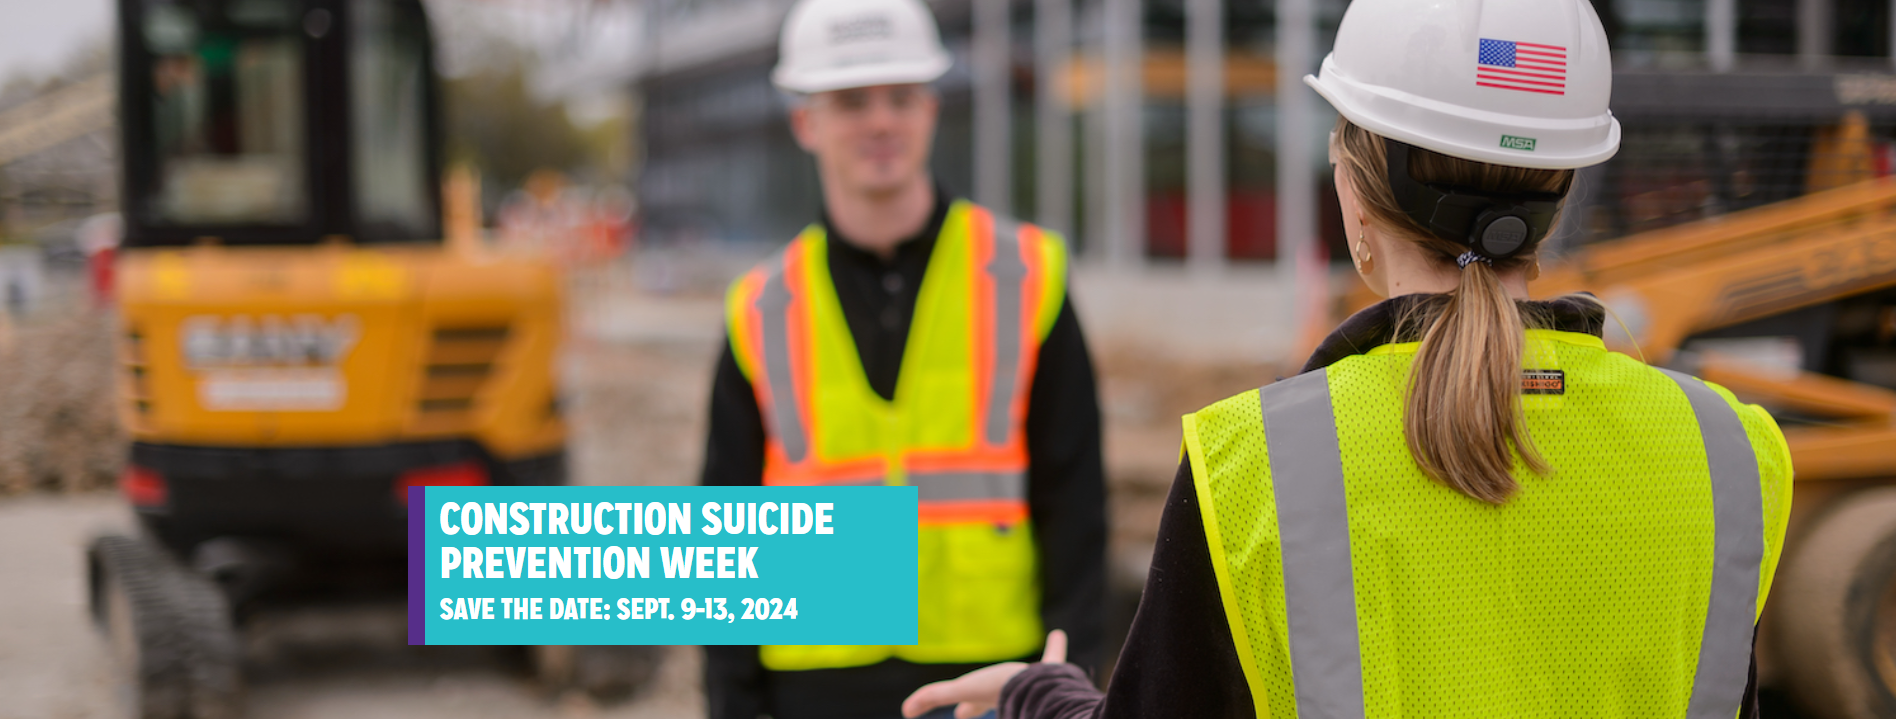 MSA
CONSTRUCTION SUICIDE
PREVENTION WEEK
SAVE THE DATE: SEPT. 9-13, 2024